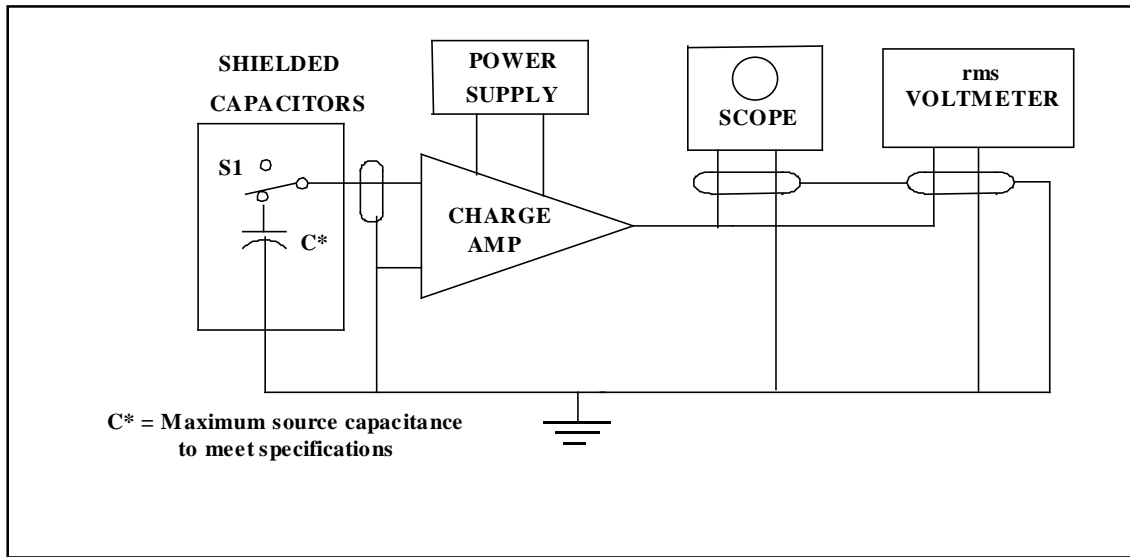 SHIELDED
CAPACITORS
POWER
SUPPLY
SCOPE
rms
VOLTMETER
S1
C*
CHARGE
AMP
C* = Maximum source capacitance
to meet specifications